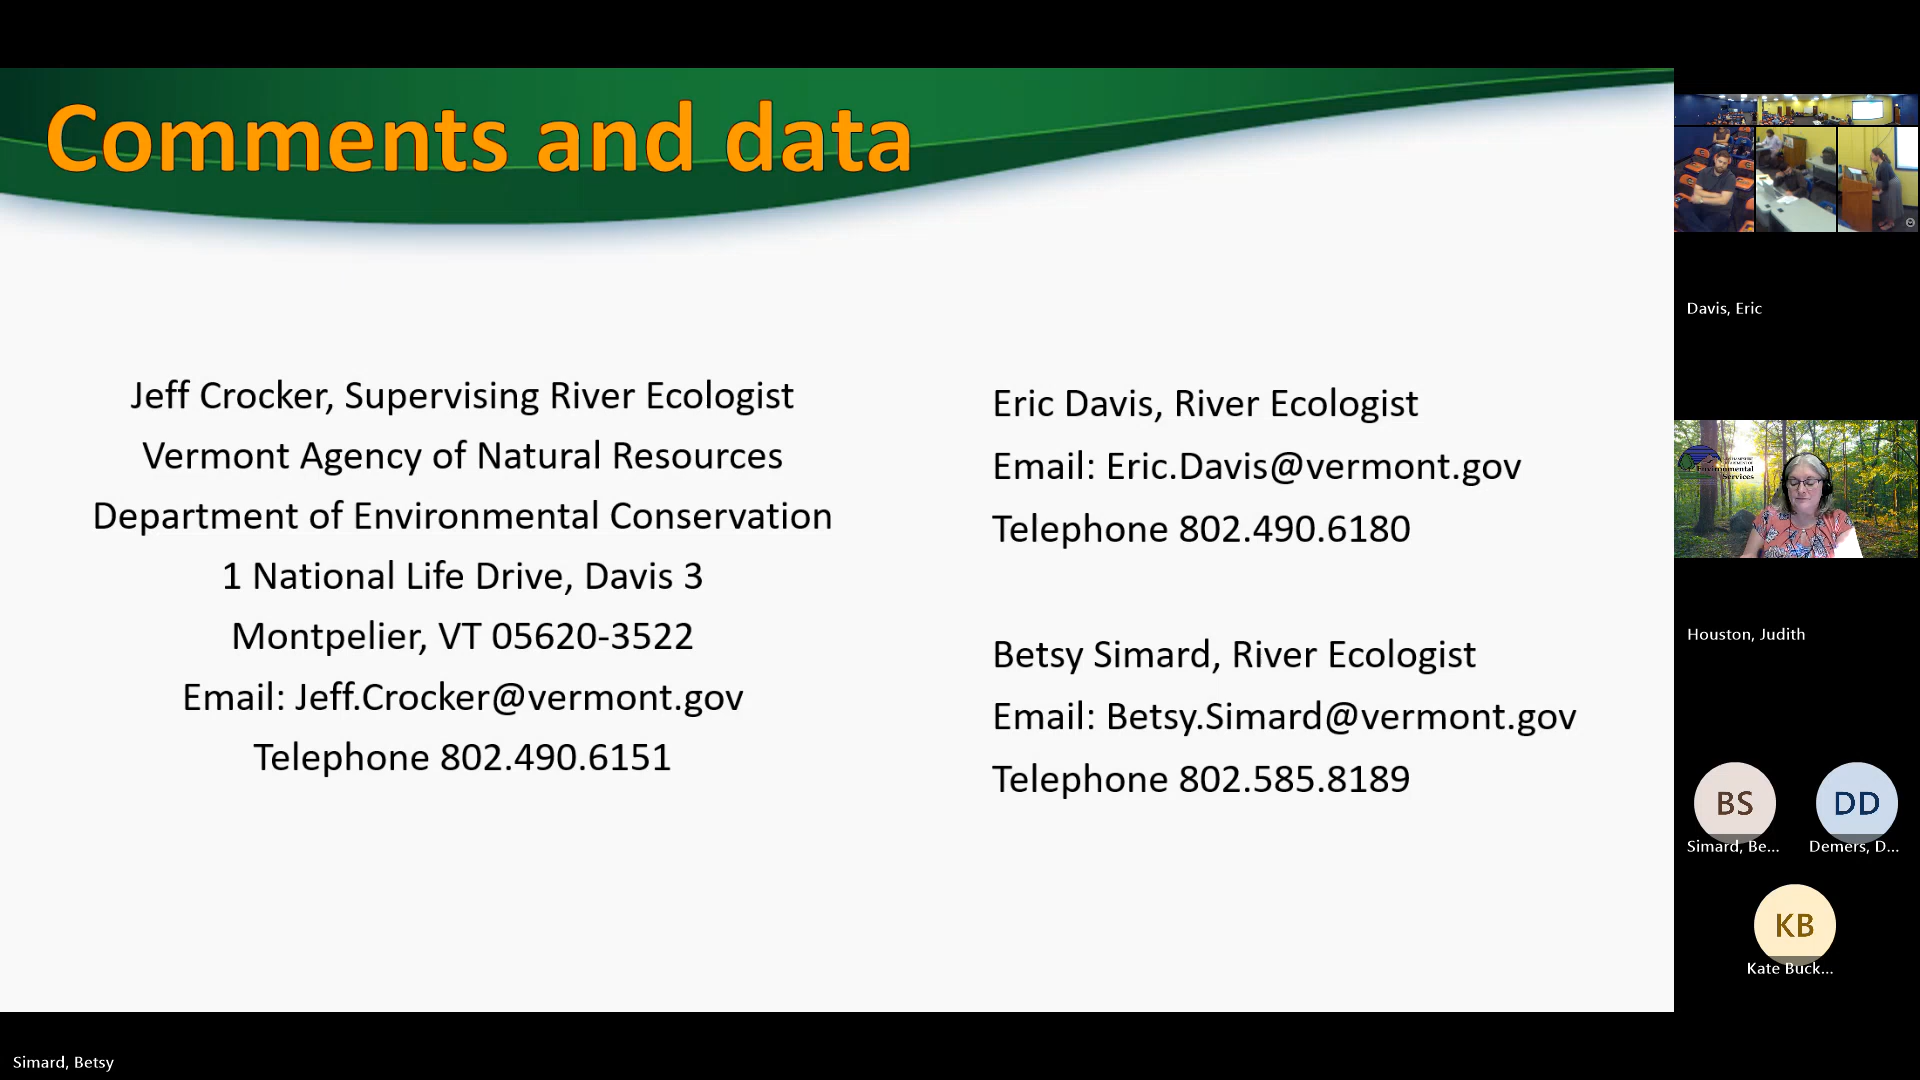 Comments and data
Jeff Crocker, Supervising River Ecologist
Vermont Agency of Natural Resources
Department of Environmental Conservation
1 National Life Drive, Davis 3
Montpelier, VT 05620-3522
Email: Jeff.Crocker@vermont.gov
Telephone 802.490.6151
Eric Davis, River Ecologist
Email: Eric.Davis@vermont.gov
Telephone 802.490.6180
Betsy Simard, River Ecologist
Email: Betsy.Simard@vermont.gov
Telephone 802.585.8189
Davis, Eric
Environmental
Services
Houston, Judith
BS
Simard, Be...
DD
Demers, D...
KB
Kate Buck...
Simard, Betsy